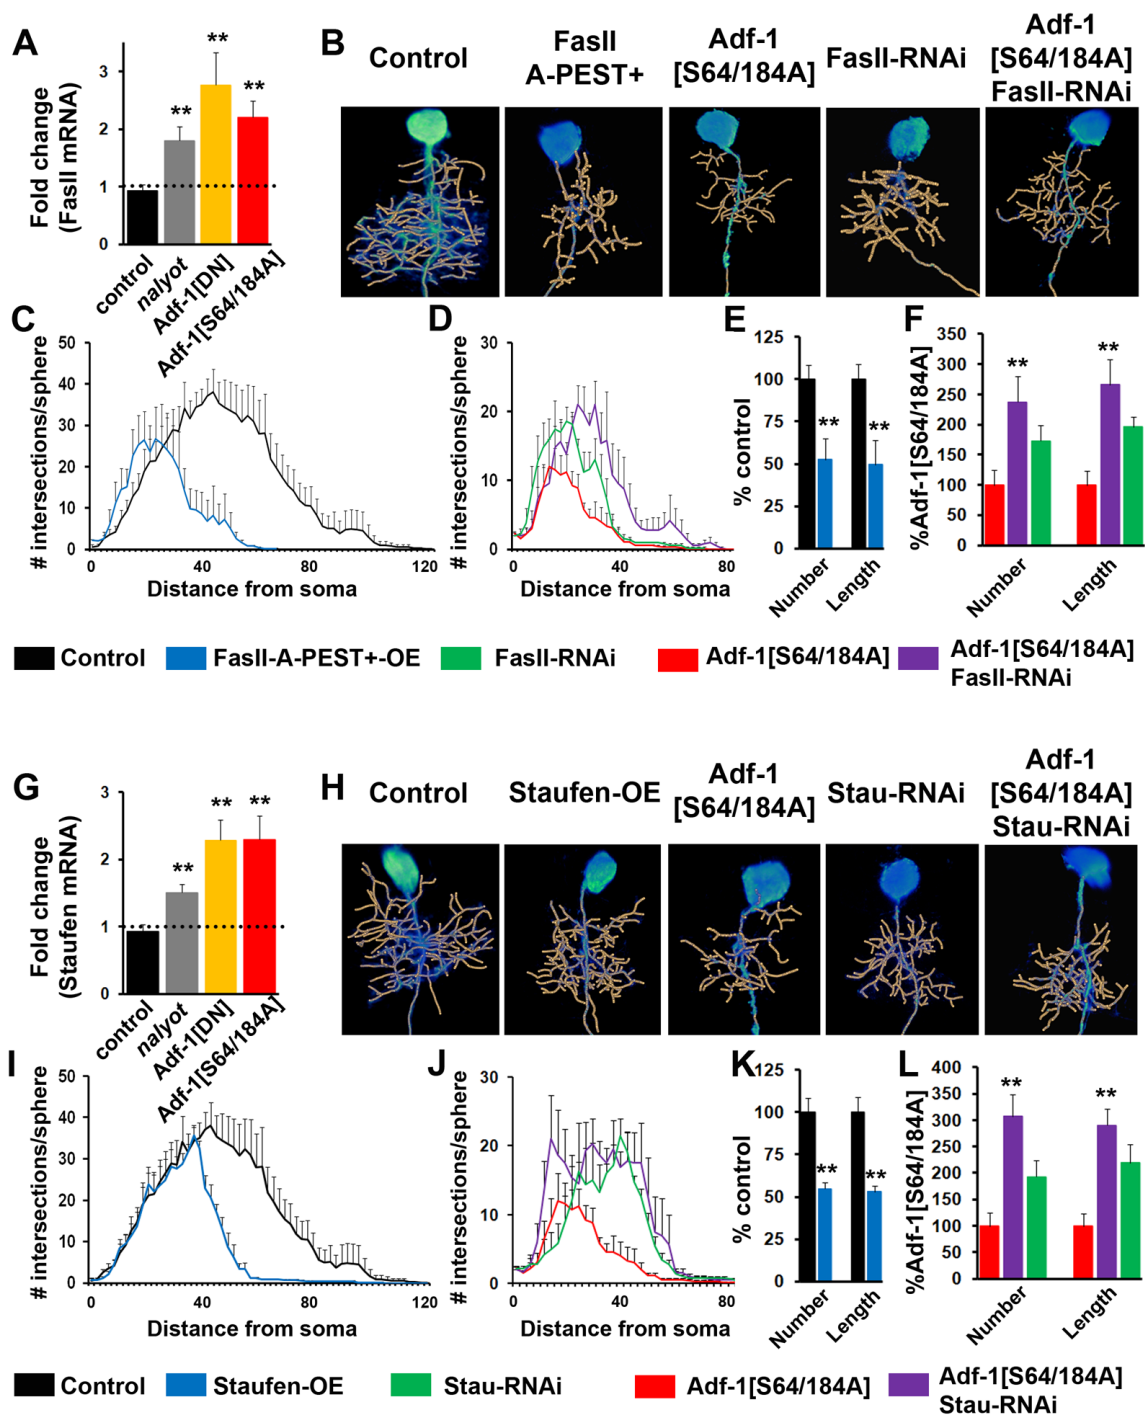 A
Fold change
(FasII mRNA)
3
2
1
0
**
**
**
control
nalyot
Adf-1[DN]
Adf-1[S64/184A]
B
Control
FasII
A-PEST+
Adf-1
[S64/184A]
FasII-RNAi
Adf-1
[S64/184A]
FasII-RNAi
C
# intersections/sphere
50
40
30
20
10
0
0 40 80 120
Distance from soma
D
# intersections/sphere
30
20
10
0
0 40 80
Distance from soma
E
% control
125
100
75
50
25
0
**
**
Number
Length
F
%Adf-1[S64/184A]
350
300
250
200
150
100
50
0
**
**
Number
Length
Control
FasII-A-PEST+-OE
FasII-RNAi
Adf-1[S64/184A]
Adf-1[S64/184A]
FasII-RNAi
G
Fold change
(Staufen mRNA)
3
2
1
0
**
**
**
control
nalyot
Adf-1[DN]
Adf-1[S64/184A]
H
Control
Staufen-OE
Adf-1
[S64/184A]
Stau-RNAi
Adf-1
[S64/184A]
Stau-RNAi
I
# intersections/sphere
50
40
30
20
10
0
0 40 80 120
Distance from soma
J
# intersections/sphere
30
20
10
0
0 40 80
Distance from soma
K
% control
125
100
75
50
25
0
**
**
Number
Length
L
%Adf-1[S64/184A]
400
350
300
250
200
150
100
50
0
**
**
Number
Length
Control
Staufen-OE
Stau-RNAi
Adf-1[S64/184A]
Adf-1[S64/184A]
Stau-RNAi